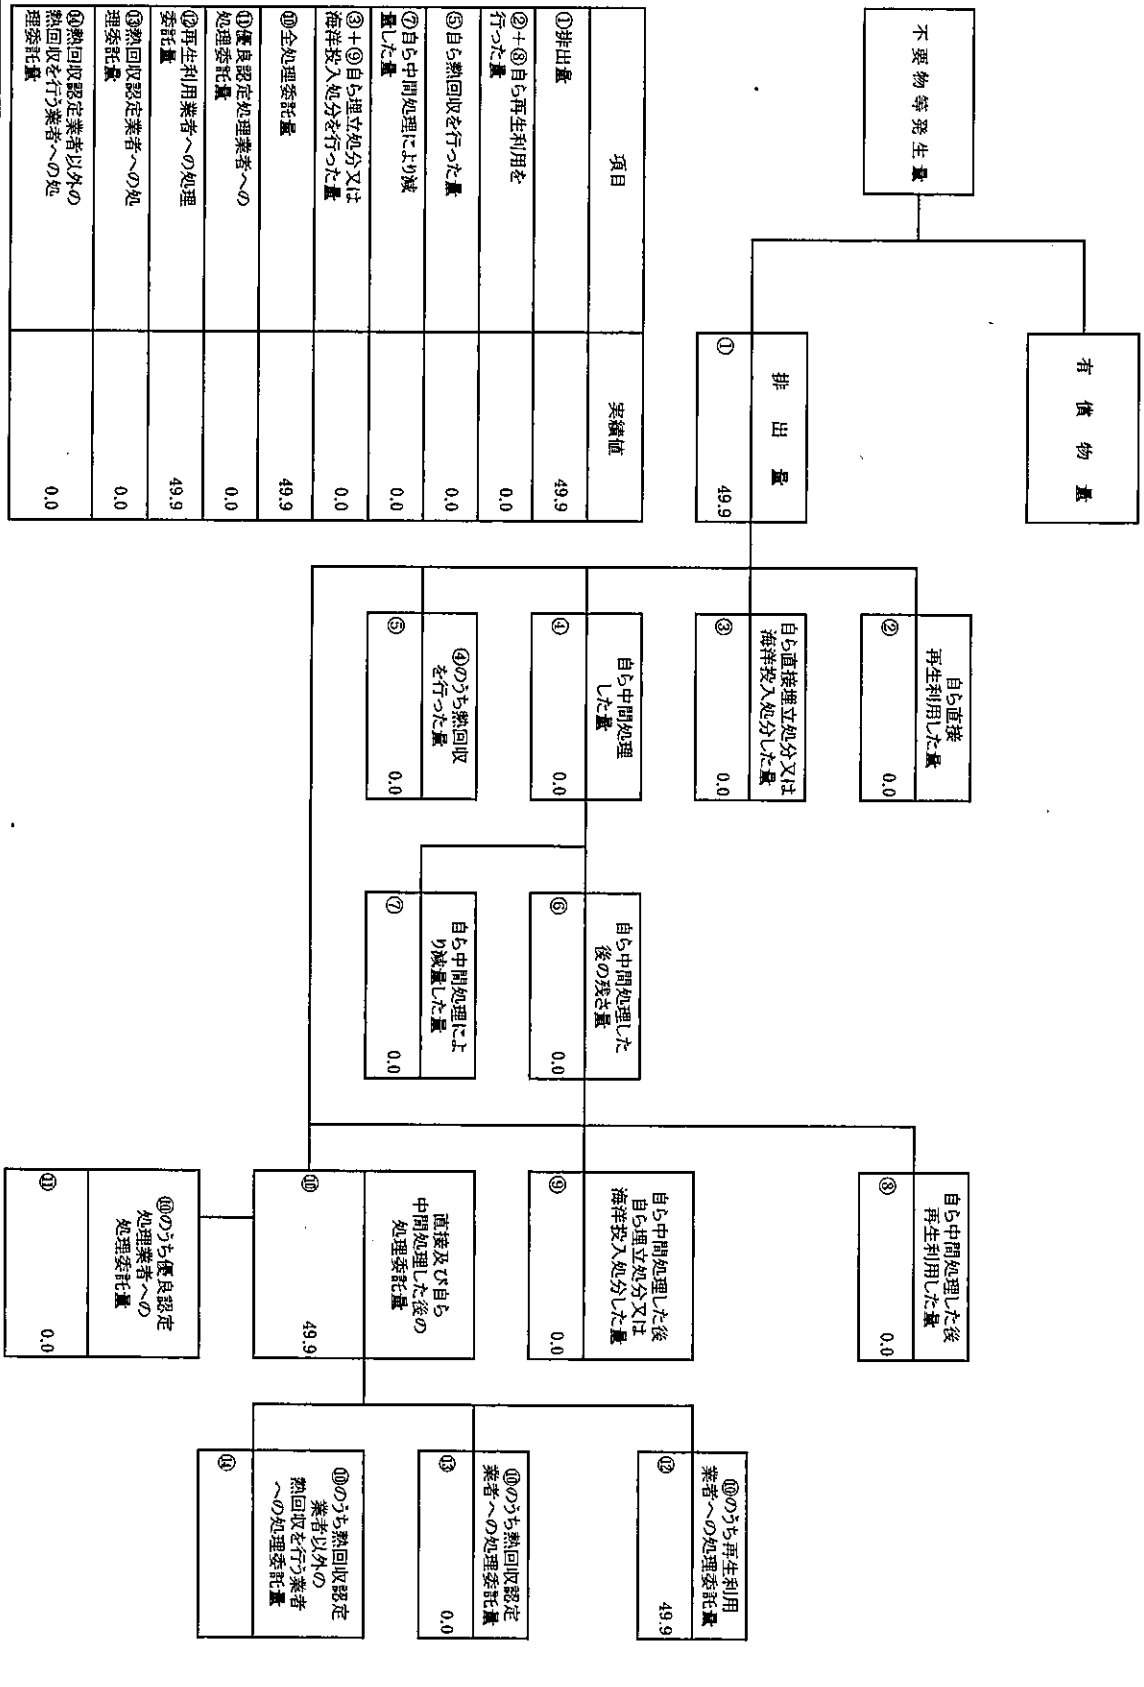 不要物等発生量
有償物量
排出量
①
49.9
自ら直接
再生利用した量
②
0.0
自ら直接埋立処分又は
海洋投入処分した量
③
0.0
自ら中間処理
した量
④
0.0
④のうち熱回収
を行った量
⑤
0.0
自ら中間処理した
後の残さ量
⑥
0.0
自ら中間処理によ
り減量した量
⑦
0.0
自ら中間処理した後
再生利用した量
⑧
0.0
自ら中間処理した後
自ら埋立処分又は
海洋投入処分した量
⑨
0.0
直接及び自ら
中間処理した後の
処理委託量
⑩
49.9
⑩のうち優良認定
処理業者への
処理委託量
⑪
0.0
⑩のうち再生利用
業者への処理委託量
⑫
49.9
⑩のうち熱回収認定
業者への処理委託量
⑬
0.0
⑩のうち熱回収認定
業者以外の
熱回収を行う業者
への処理委託量
⑭
項目
実績値
①排出量
49.9
②+⑧自ら再生利用を
行った量
0.0
⑤自ら熱回収を行った量
0.0
⑦自ら中間処理により減
量した量
0.0
③+⑨自ら埋立処分又は
海洋投入処分を行った量
0.0
⑩全処理委託量
49.9
⑪優良認定処理業者への
処理委託量
0.0
⑫再生利用業者への処理
委託量
49.9
⑬熱回収認定業者への処
理委託量
0.0
⑭熱回収認定業者以外の
熱回収を行う業者への処
理委託量
0.0